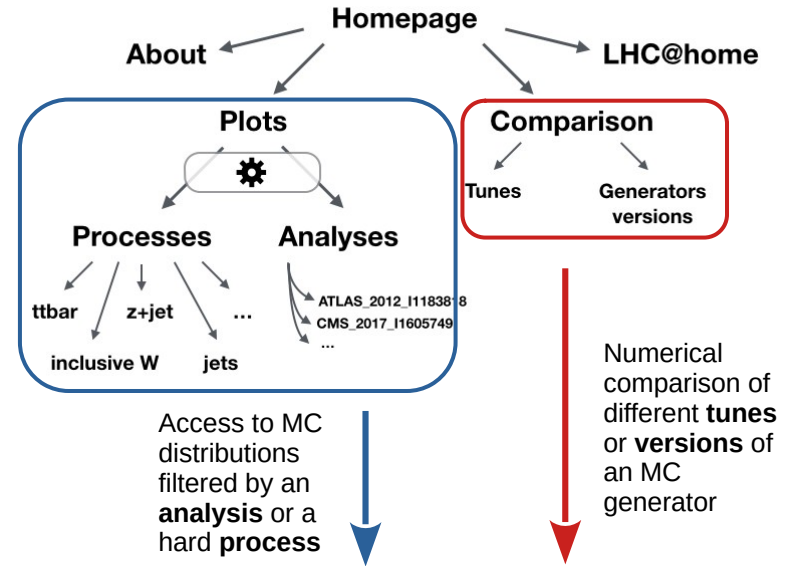 Homepage
About
LHC@home
Plots
Comparison
Tunes
Generators
versions
Processes
Analyses
ttbar
z+jet
...
inclusive W
jets
ATLAS_2012_I1183818
CMS_2017_I1605749
...
Access to MC
distributions
filtered by an
analysis or a
hard process
Numerical
comparison of
different tunes
or versions of
an MC
generator